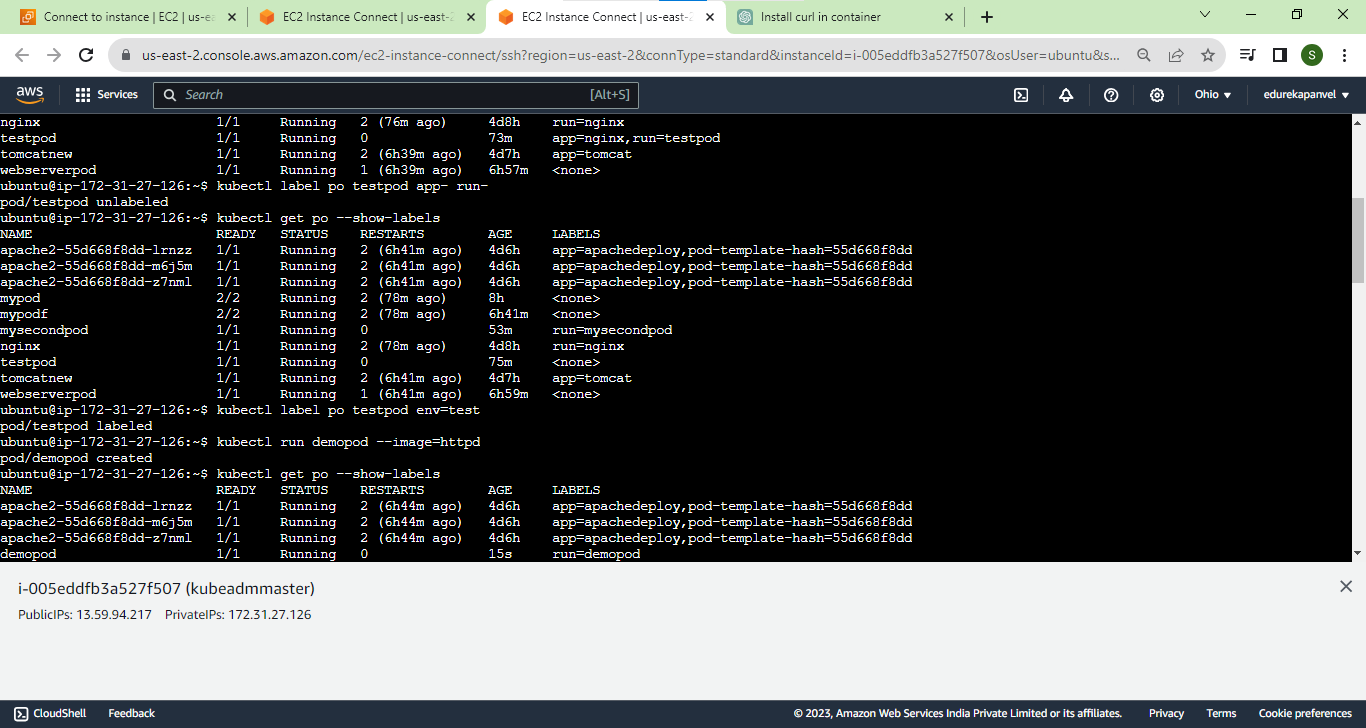 Connect to instance | EC2 | us-ea
EC2 Instance Connect | us-east-2
EC2 Instance Connect | us-east-2
Install curl in container
us-east-2.console.aws.amazon.com/ec2-instance-connect/ssh?region=us-east-2&connType=standard&instanceId=i-005eddfb3a527f507&osUser=ubuntu&s...
S
aws
Services
Search
[Alt+S]
Ohio
edurekapanvel
nginx 1/1 Running 2 (76m ago) 4d8h run=nginx
testpod 1/1 Running 0 73m app=nginx,run=testpod
tomcatnew 1/1 Running 2 (6h39m ago) 4d7h app=tomcat
webserverpod 1/1 Running 1 (6h39m ago) 6h57m <none>
ubuntu@ip-172-31-27-126:~$ kubectl label po testpod app- run-
pod/testpod unlabeled
ubuntu@ip-172-31-27-126:~$ kubectl get po --show-labels
NAME READY STATUS RESTARTS AGE LABELS
apache2-55d668f8dd-lrnzz 1/1 Running 2 (6h41m ago) 4d6h app=apachedeploy,pod-template-hash=55d668f8dd
apache2-55d668f8dd-m6j5m 1/1 Running 2 (6h41m ago) 4d6h app=apachedeploy,pod-template-hash=55d668f8dd
apache2-55d668f8dd-z7nml 1/1 Running 2 (6h41m ago) 4d6h app=apachedeploy,pod-template-hash=55d668f8dd
mypod 2/2 Running 2 (78m ago) 8h <none>
mypodf 2/2 Running 2 (78m ago) 6h41m <none>
mysecondpod 1/1 Running 0 53m run=mysecondpod
nginx 1/1 Running 2 (78m ago) 4d8h run=nginx
testpod 1/1 Running 0 75m <none>
tomcatnew 1/1 Running 2 (6h41m ago) 4d7h app=tomcat
webserverpod 1/1 Running 1 (6h41m ago) 6h59m <none>
ubuntu@ip-172-31-27-126:~$ kubectl label po testpod env=test
pod/testpod labeled
ubuntu@ip-172-31-27-126:~$ kubectl run demopod --image=httpd
pod/demopod created
ubuntu@ip-172-31-27-126:~$ kubectl get po --show-labels
NAME READY STATUS RESTARTS AGE LABELS
apache2-55d668f8dd-lrnzz 1/1 Running 2 (6h44m ago) 4d6h app=apachedeploy,pod-template-hash=55d668f8dd
apache2-55d668f8dd-m6j5m 1/1 Running 2 (6h44m ago) 4d6h app=apachedeploy,pod-template-hash=55d668f8dd
apache2-55d668f8dd-z7nml 1/1 Running 2 (6h44m ago) 4d6h app=apachedeploy,pod-template-hash=55d668f8dd
demopod 1/1 Running 0 15s run=demopod
i-005eddfb3a527f507 (kubeadmmaster)
PublicIPs: 13.59.94.217 PrivateIPs: 172.31.27.126
CloudShell Feedback © 2023, Amazon Web Services India Private Limited or its affiliates. Privacy Terms Cookie preferences